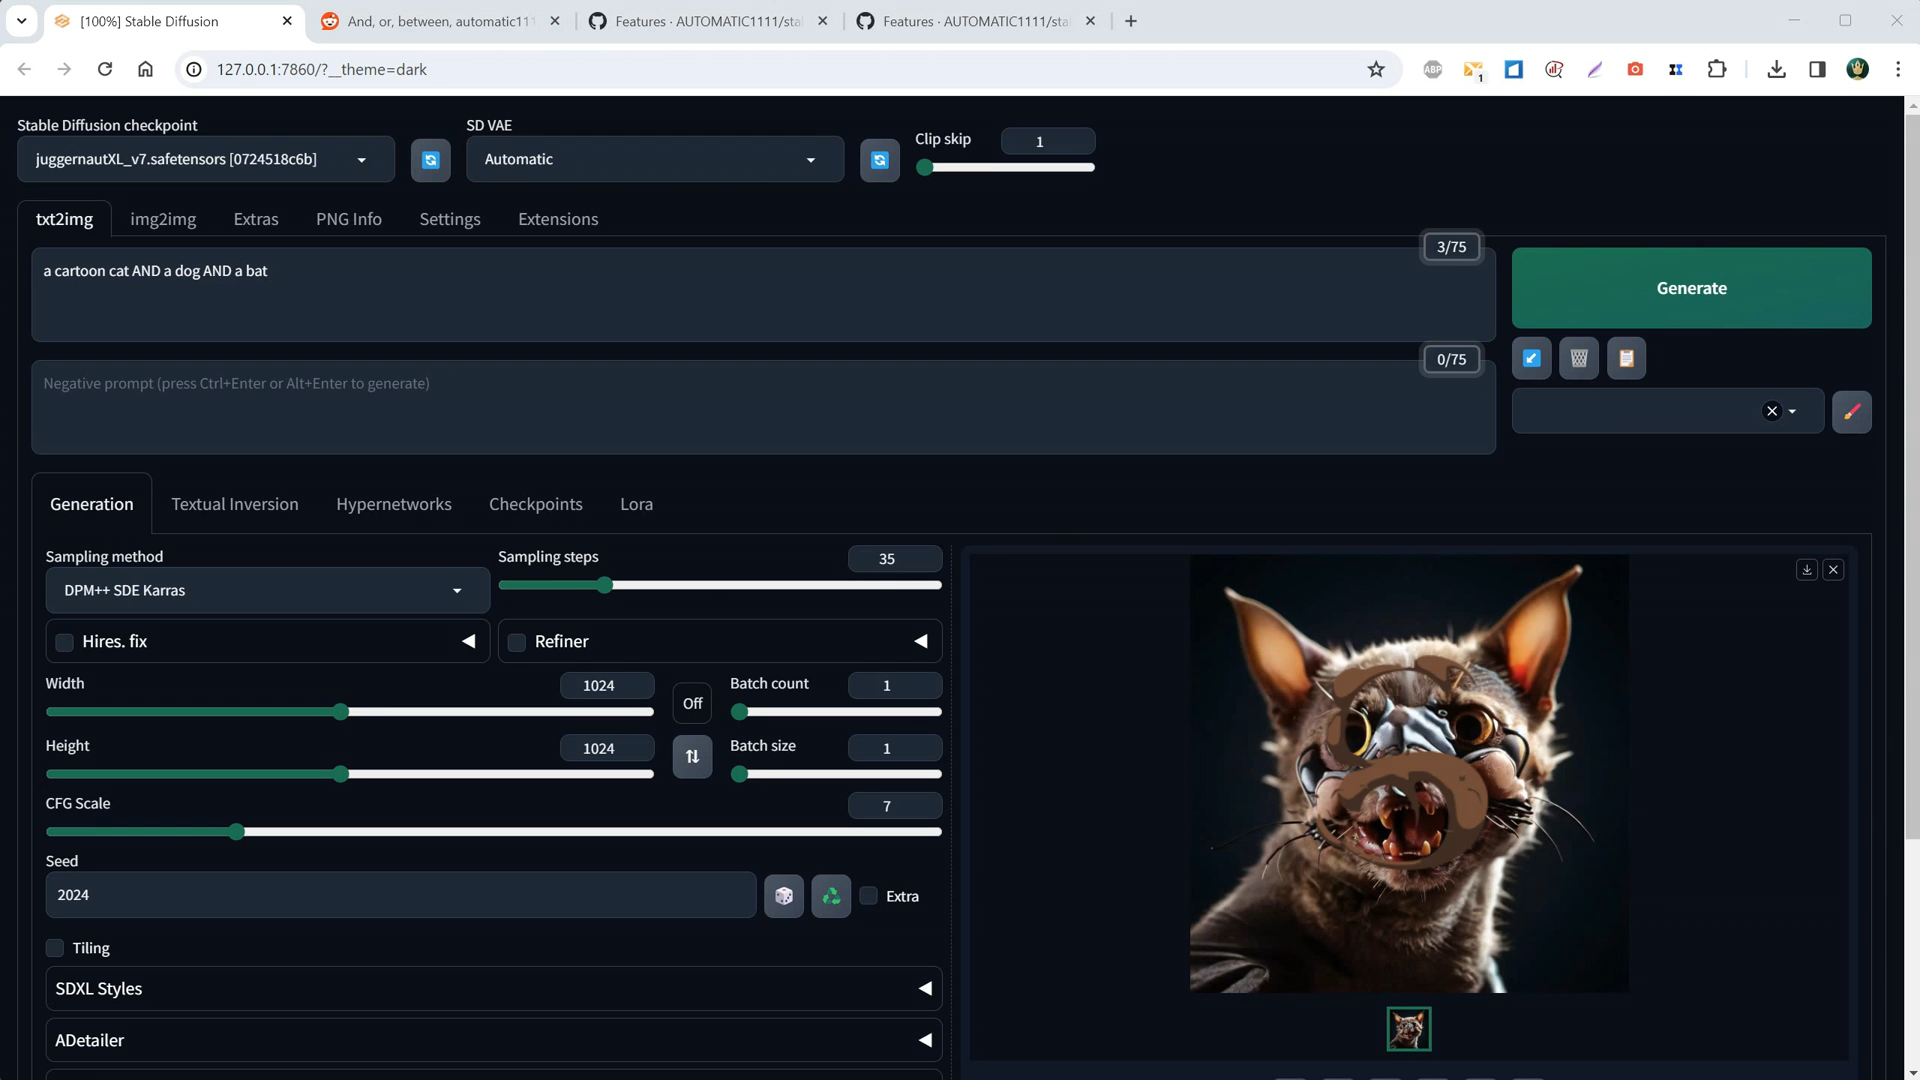 [100%] Stable Diffusion
And, or, between, automatic111
Features · AUTOMATIC1111/sta
Features · AUTOMATIC1111/sta
127.0.0.1:7860/?__theme=dark
ABP
1
Stable Diffusion checkpoint
SD VAE
Clip skip
1
juggernautXL_v7.safetensors [0724518c6b]
Automatic
txt2img
img2img
Extras
PNG Info
Settings
Extensions
3/75
a cartoon cat AND a dog AND a bat
Generate
0/75
Negative prompt (press Ctrl+Enter or Alt+Enter to generate)
Generation
Textual Inversion
Hypernetworks
Checkpoints
Lora
Sampling method
Sampling steps
35
DPM++ SDE Karras
Hires. fix
Refiner
Width
1024
Off
Batch count
1
Height
1024
Batch size
1
CFG Scale
7
Seed
2024
Extra
Tiling
SDXL Styles
ADetailer